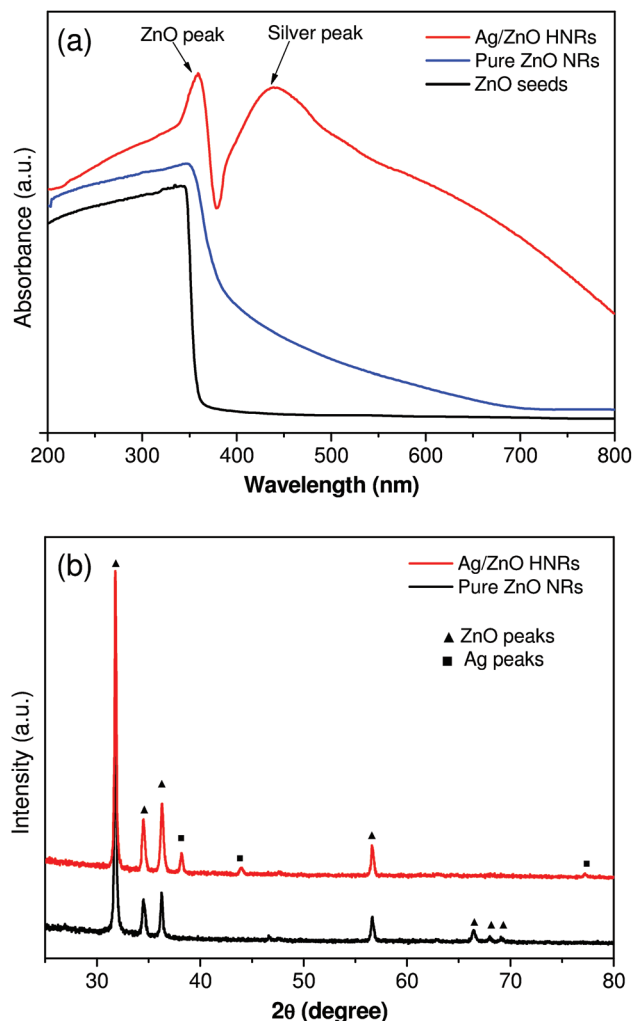 (a)
ZnO peak
Silver peak
Ag/ZnO HNRs
Pure ZnO NRs
ZnO seeds
Absorbance (a.u.)
200 300 400 500 600 700 800
Wavelength (nm)
(b)
Ag/ZnO HNRs
Pure ZnO NRs
ZnO peaks
Ag peaks
Intensity (a.u.)
30 40 50 60 70 80
2θ (degree)